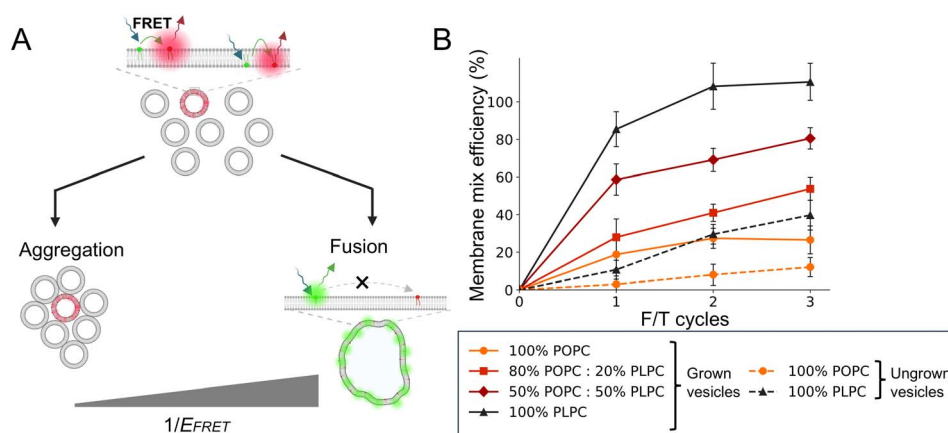 A
FRET
Aggregation
Fusion
1/EFRET
B
Membrane mix efficiency (%)
100
80
60
40
20
0
0
1
2
3
F/T cycles
100% POPC
80% POPC : 20% PLPC
50% POPC : 50% PLPC
100% PLPC
Grown
vesicles
100% POPC
100% PLPC
Ungrown
vesicles